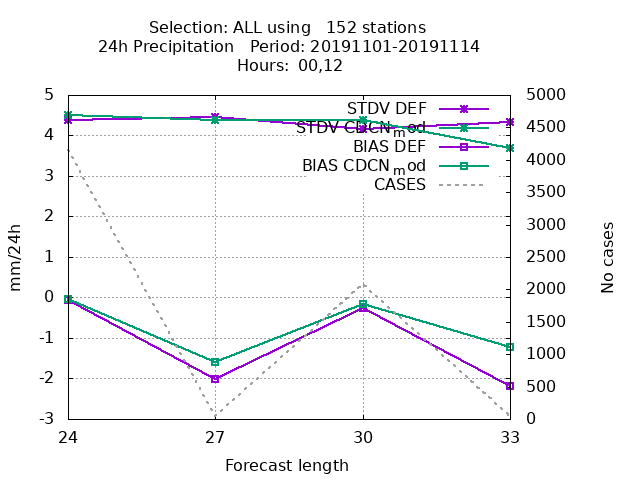 Selection: ALL using   152 stations
24h Precipitation   Period: 20191101-20191114
Hours: 00,12
5
4
3
2
1
0
-1
-2
-3
mm/24h
STDV DEF
STDV CDCN_mod
BIAS DEF
BIAS CDCN_mod
CASES
5000
4500
4000
3500
3000
2500
2000
1500
1000
500
0
No cases
24 27 30 33
Forecast length